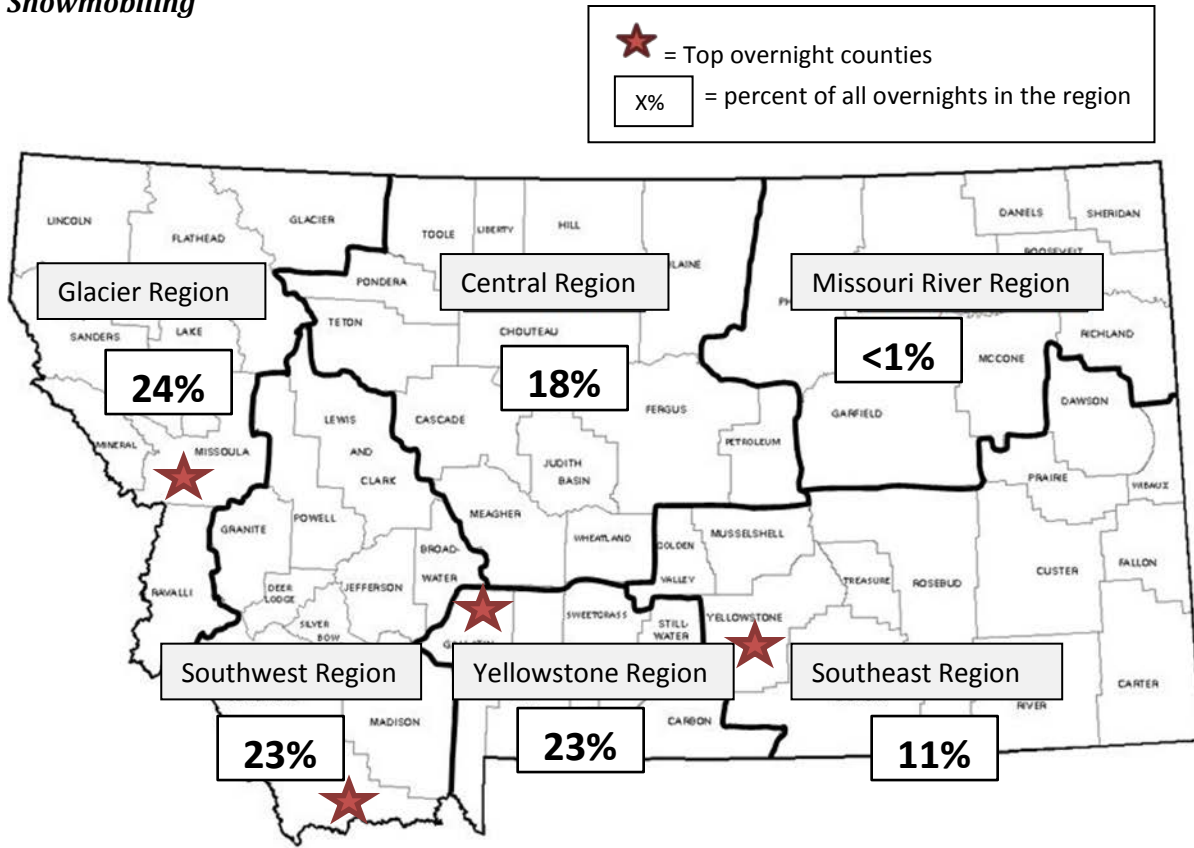 Snowmobiling
= Top overnight counties
X% = percent of all overnights in the region
LINCOLN
FLATHEAD
GLACIER
TOOLE
LIBERTY
HILL
DANIELS
SHERIDAN
PONDERA
Glacier Region
Central Region
Missouri River Region
SANDERS
LAKE
TETON
CHOUTEAU
RICHLAND
24%
18%
<1%
MCCONE
DAWSON
LEWIS
AND
CLARK
CASCADE
FERGUS
GARFIELD
MINERAL
MISSOULA
JUDITH
BASIN
PETROLEUM
PRAIRIE
WIBAUX
GRANITE
POWELL
MEAGHER
WHEATLAND
MUSSELSHELL
GOLDEN
VALLEY
BROAD-
WATER
FALLON
CUSTER
RAVALLI
DEER
LODGE
JEFFERSON
TREASURE
ROSEBUD
SILVER
BOW
SWEETGRASS
STILL-
WATER
YELLOWSTONE
Southwest Region
Yellowstone Region
Southeast Region
CARTER
MADISON
CARBON
RIVER
23%
23%
11%